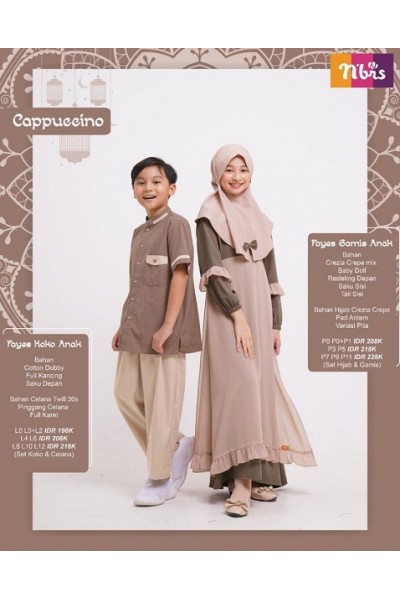 N'brs
Cappuccino
Payes Gamis Anak
Bahan
Crezia Crepe mix
Baby Doll
Resleting Depan
Saku Sisi
Tali Sisi
Bahan Hijab Crezia Crepe
Pad Antem
Variasi Pita
P0 P0+P1 IDR 208K
P3 P5 IDR 218K
P7 P9 P11 IDR 228K
(Set Hijab & Gamis)
Payes Koko Anak
Bahan
Cotton Dobby
Full Kancing
Saku Depan
Bahan Celana Twill 30s
Pinggang Celana
Full Karet
L0 L0+L2 IDR 198K
L4 L6 IDR 208K
L8 L10 L12 IDR 218K
(Set Koko & Celana)